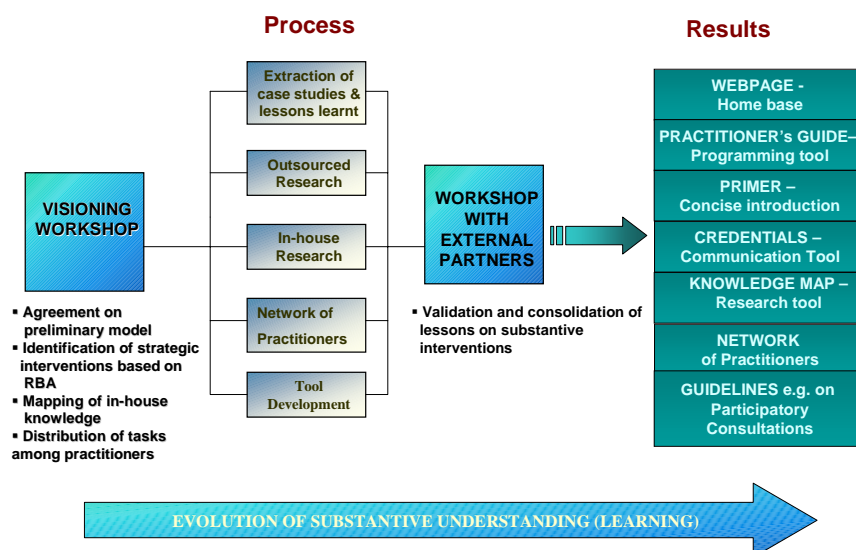 Process
Results
Extraction of
case studies &
lessons learnt
Outsourced
Research
In-house
Research
Network of
Practitioners
Tool
Development
VISIONING
WORKSHOP
▪ Agreement on
preliminary model
▪ Identification of strategic
interventions based on
RBA
▪ Mapping of in-house
knowledge
▪ Distribution of tasks
among practitioners
WORKSHOP
WITH
EXTERNAL
PARTNERS
▪ Validation and consolidation of
lessons on substantive
interventions
WEBPAGE -
Home base
PRACTITIONER's GUIDE–
Programming tool
PRIMER –
Concise introduction
CREDENTIALS –
Communication Tool
KNOWLEDGE MAP –
Research tool
NETWORK
of Practitioners
GUIDELINES e.g. on
Participatory
Consultations
EVOLUTION OF SUBSTANTIVE UNDERSTANDING (LEARNING)